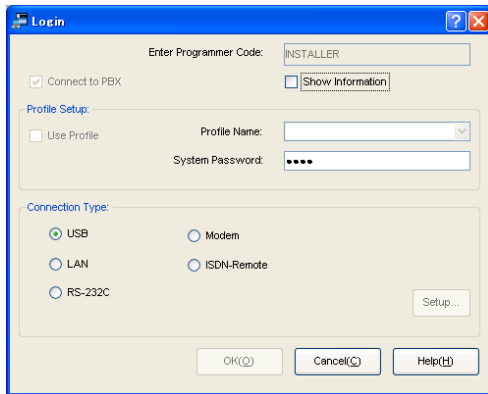 Login
Enter Programmer Code: INSTALLER
Connect to PBX
Show Information
Profile Setup:
Use Profile
Profile Name:
System Password: ••••
Connection Type:
USB
Modem
LAN
ISDN-Remote
RS-232C
Setup...
OK(O) Cancel(C) Help(H)